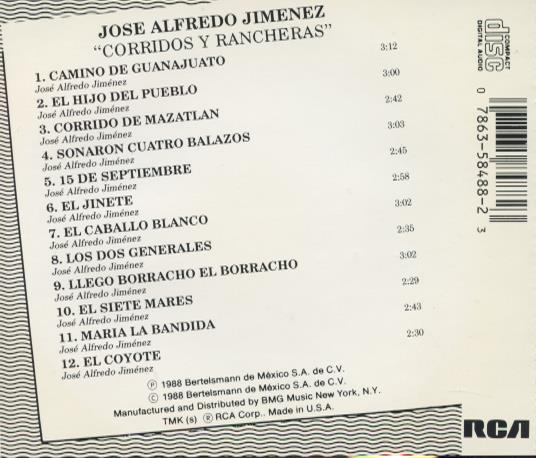 JOSE ALFREDO JIMENEZ
“CORRIDOS Y RANCHERAS”
1. CAMINO DE GUANAJUATO 3:12
José Alfredo Jiménez
2. EL HIJO DEL PUEBLO 3:00
José Alfredo Jiménez
3. CORRIDO DE MAZATLAN 2:42
José Alfredo Jiménez
4. SONARON CUATRO BALAZOS 3:03
José Alfredo Jiménez
5. 15 DE SEPTIEMBRE 2:45
José Alfredo Jiménez
6. EL JINETE 2:58
José Alfredo Jiménez
7. EL CABALLO BLANCO 3:02
José Alfredo Jiménez
8. LOS DOS GENERALES 2:35
José Alfredo Jiménez
9. LLEGO BORRACHO EL BORRACHO 3:02
José Alfredo Jiménez
10. EL SIETE MARES 2:29
José Alfredo Jiménez
11. MARIA LA BANDIDA 2:43
José Alfredo Jiménez
12. EL COYOTE 2:30
José Alfredo Jiménez
℗ 1988 Bertelsmann de México S.A. de C.V.
© 1988 Bertelsmann de México S.A. de C.V.
Manufactured and Distributed by BMG Music New York, N.Y.
TMK (s) ® RCA Corp.. Made in U.S.A.
COMPACT
disc
DIGITAL AUDIO
0 7863-58488-2 3
RCA